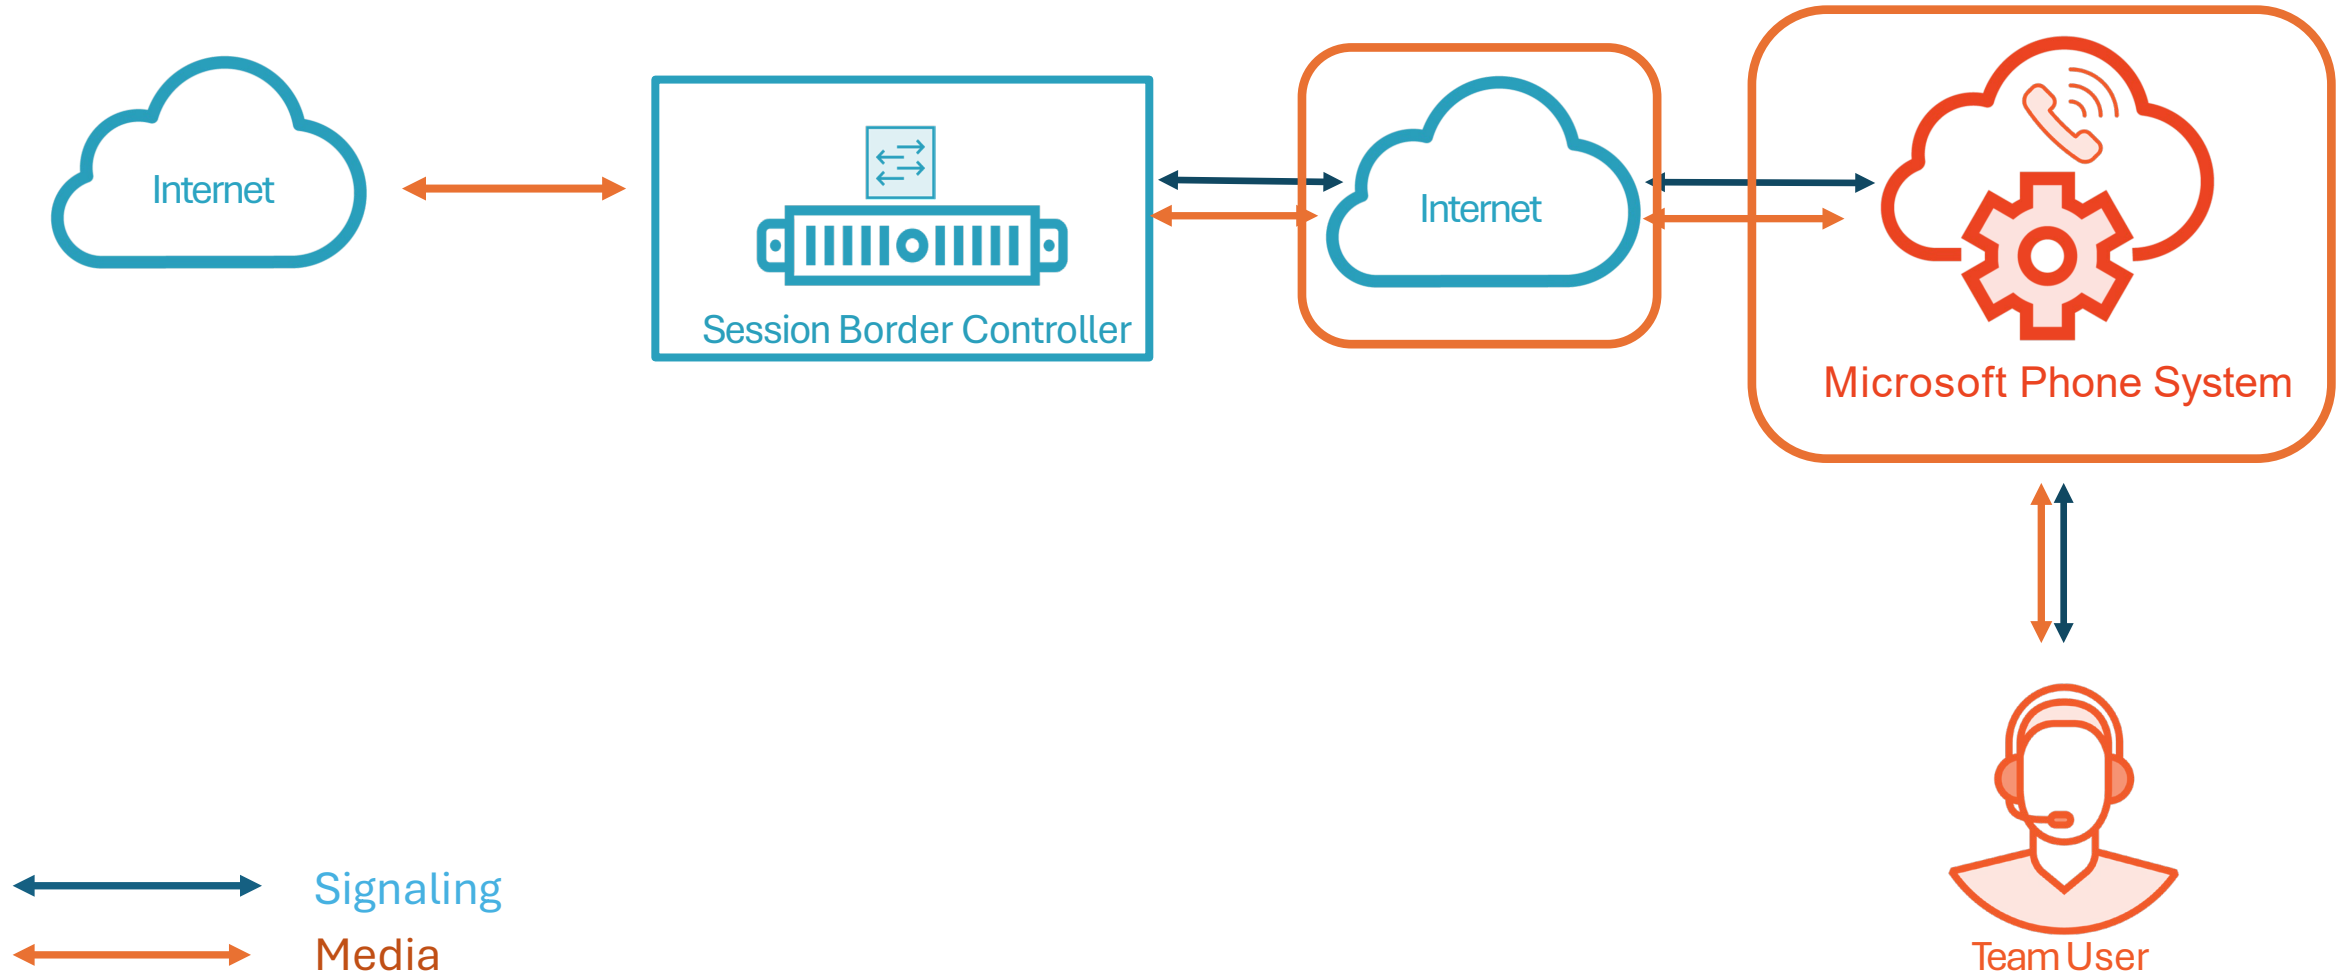 Internet
Session Border Controller
Internet
Microsoft Phone System
Team User
Signaling
Media